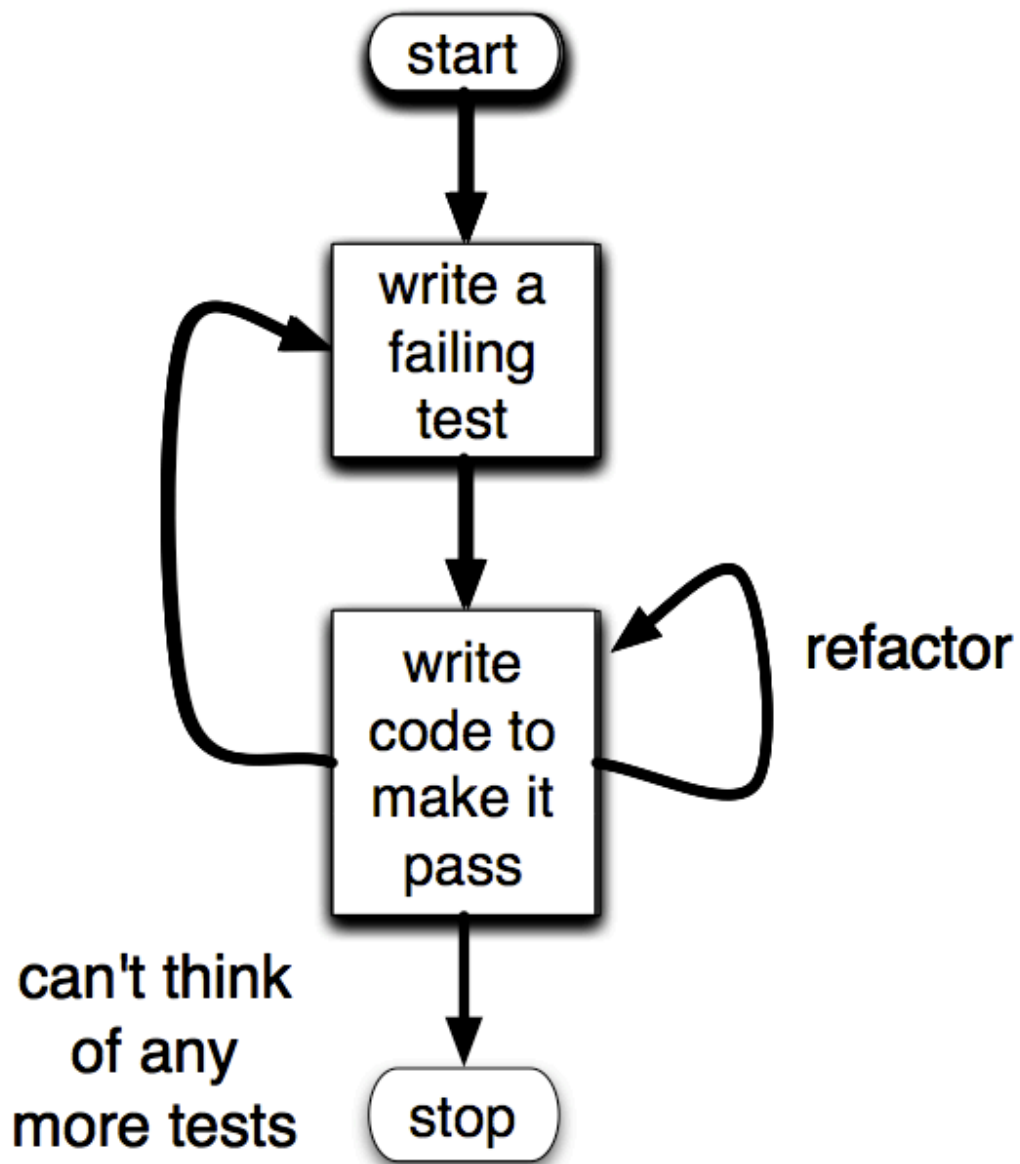 start
write a
failing
test
write
code to
make it
pass
refactor
can't think
of any
more tests
stop